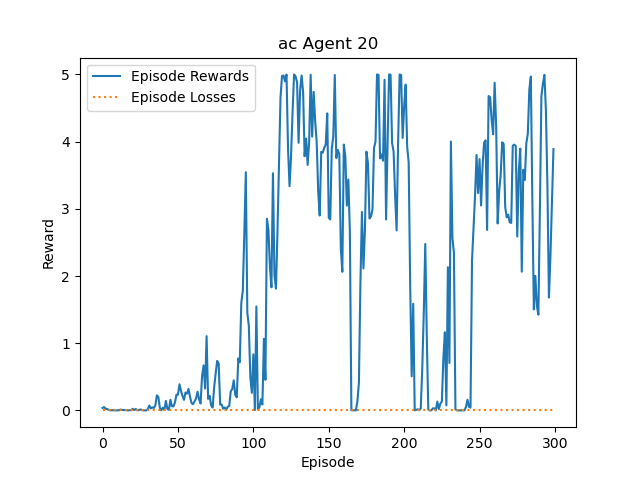 ac Agent 20
Episode Rewards
Episode Losses
Reward
5
4
3
2
1
0
0 50 100 150 200 250 300
Episode